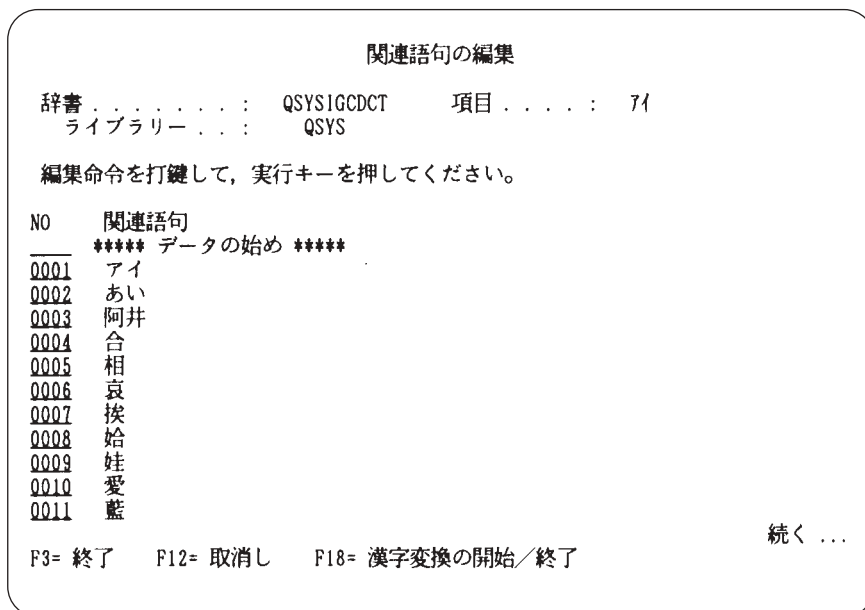 関連語句の編集
辞書 . . . . . . . :   QSYSIGCDCT   項目 . . . . :   ｱｲ
ライブラリー . . :   QSYS
編集命令を打鍵して，実行キーを押してください。
NO   関連語句
____ ***** データの始め *****
0001   アイ
0002   あい
0003   阿井
0004   合
0005   相
0006   哀
0007   挨
0008   姶
0009   娃
0010   愛
0011   藍
続く ...
F3= 終了   F12= 取消し   F18= 漢字変換の開始／終了